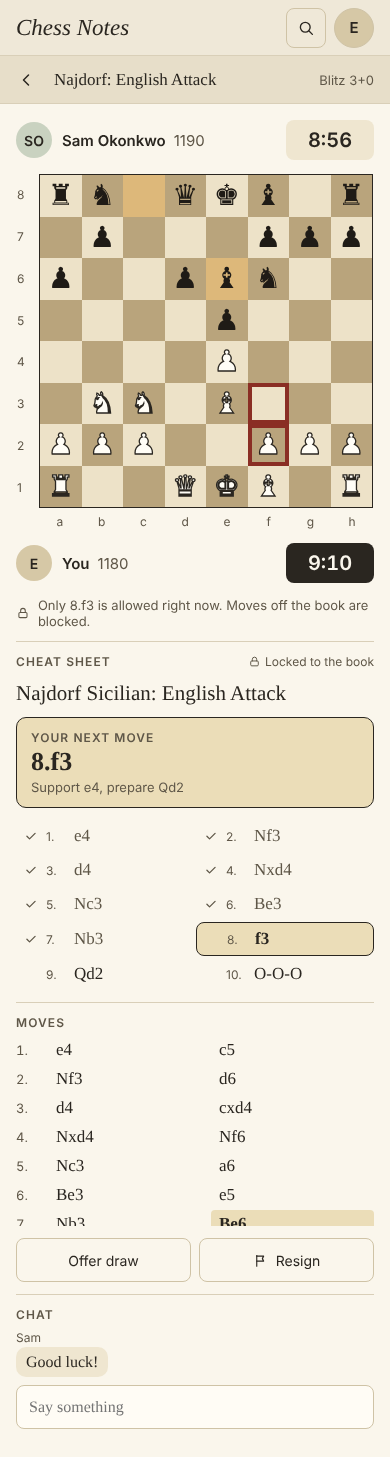 Chess Notes
E
Najdorf: English Attack
Blitz 3+0
SO
Sam Okonkwo 1190
8:56
8
7
6
5
4
3
2
1
a b c d e f g h
E
You 1180
9:10
Only 8.f3 is allowed right now. Moves off the book are
blocked.
CHEAT SHEET
Locked to the book
Najdorf Sicilian: English Attack
YOUR NEXT MOVE
8.f3
Support e4, prepare Qd2
1. e4
2. Nf3
3. d4
4. Nxd4
5. Nc3
6. Be3
7. Nb3
8. f3
9. Qd2
10. O-O-O
MOVES
1. e4 c5
2. Nf3 d6
3. d4 cxd4
4. Nxd4 Nf6
5. Nc3 a6
6. Be3 e5
7. Nb3 Be6
Offer draw
Resign
CHAT
Sam
Good luck!
Say something